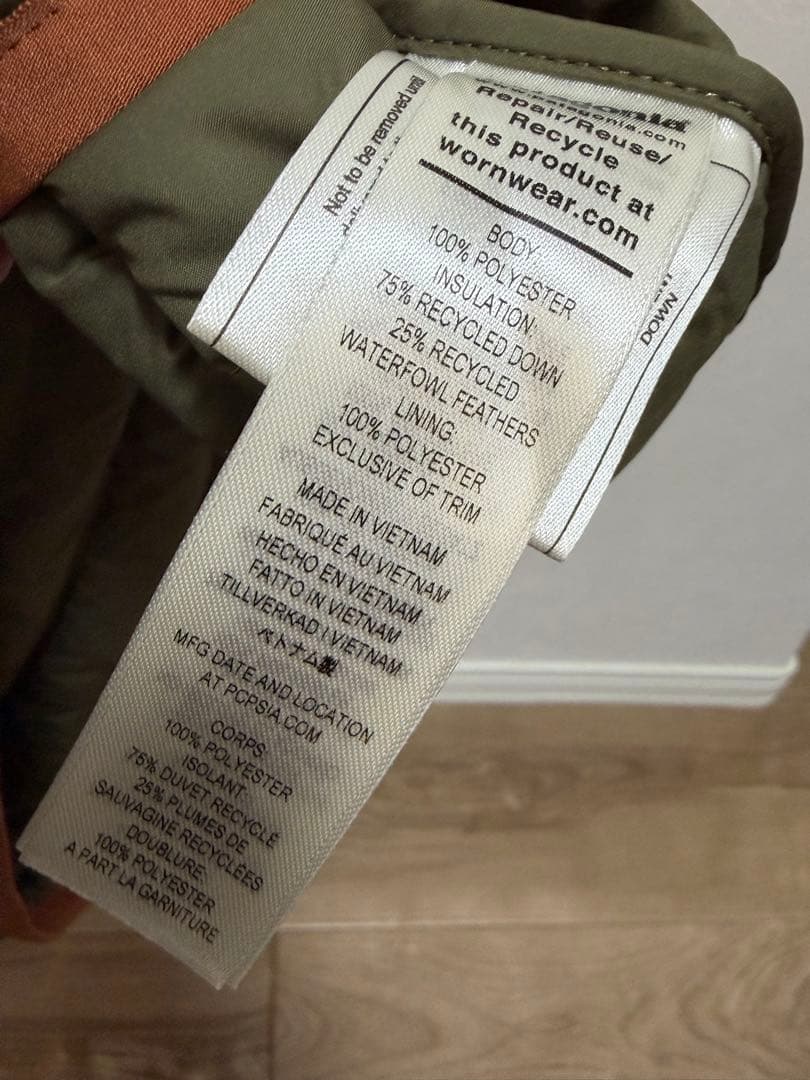 Repair/Reuse/
Recycle
this product at
wornwear.com
BODY:
100% POLYESTER
INSULATION:
75% RECYCLED DOWN
25% RECYCLED
WATERFOWL FEATHERS
LINING:
100% POLYESTER
EXCLUSIVE OF TRIM
MADE IN VIETNAM
FABRIQUÉ AU VIETNAM
HECHO EN VIETNAM
FATTO IN VIETNAM
TILLVERKAD I VIETNAM
ベトナム製
MFG DATE AND LOCATION
AT PCPSIA.COM
CORPS:
100% POLYESTER
ISOLANT:
75% DUVET RECYCLÉ
25% PLUMES DE
SAUVAGINE RECYCLÉES
DOUBLURE:
100% POLYESTER
A PART LA GARNITURE
Not to be removed until
DOWN